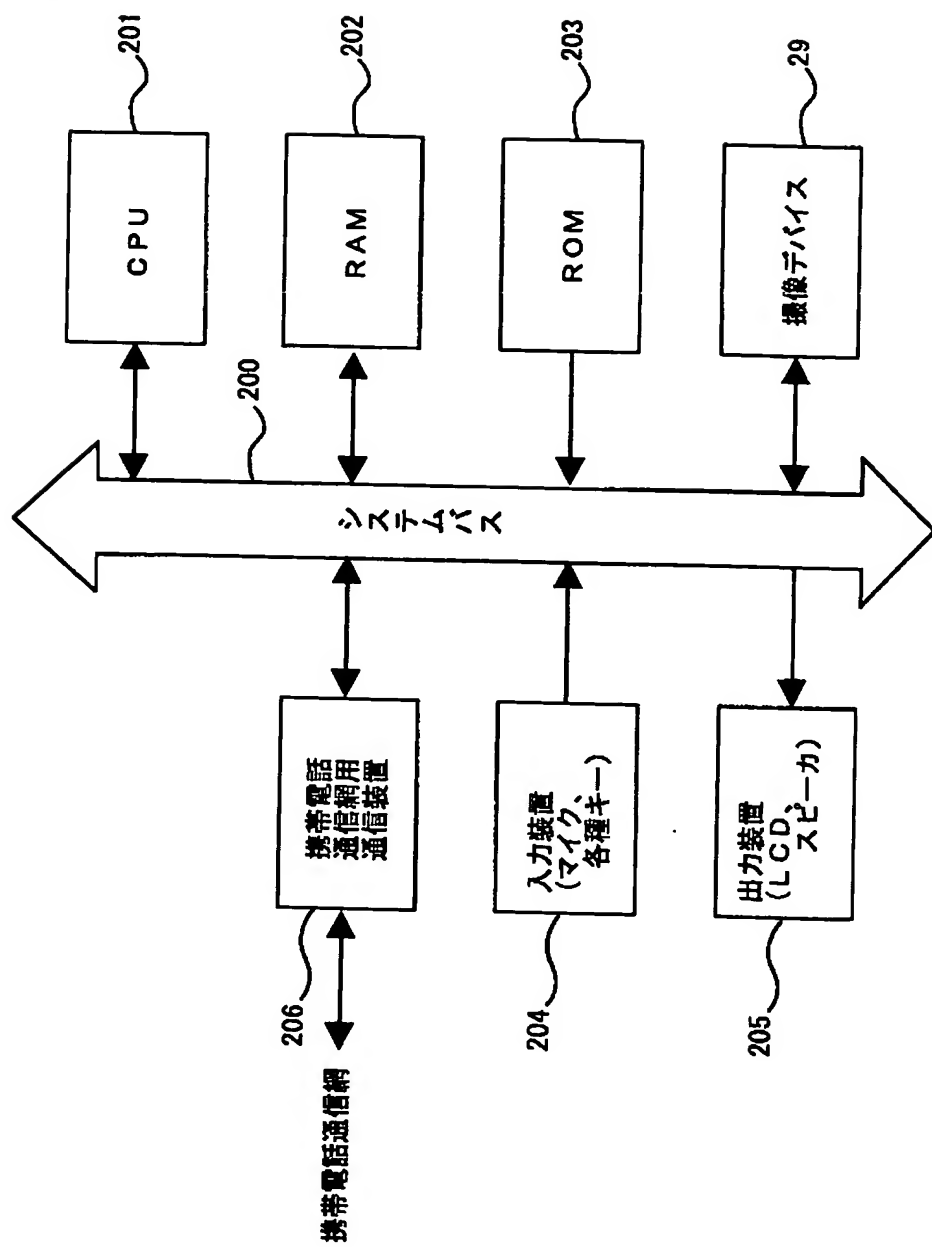 201
CPU
202
RAM
203
ROM
29
撮像デバイス
200
システムバス
携帯電話
通信網用
通信装置
206
携帯電話通信網
入力装置
(マイク、
各種キー)
204
出力装置
(LCD、
スピーカ)
205